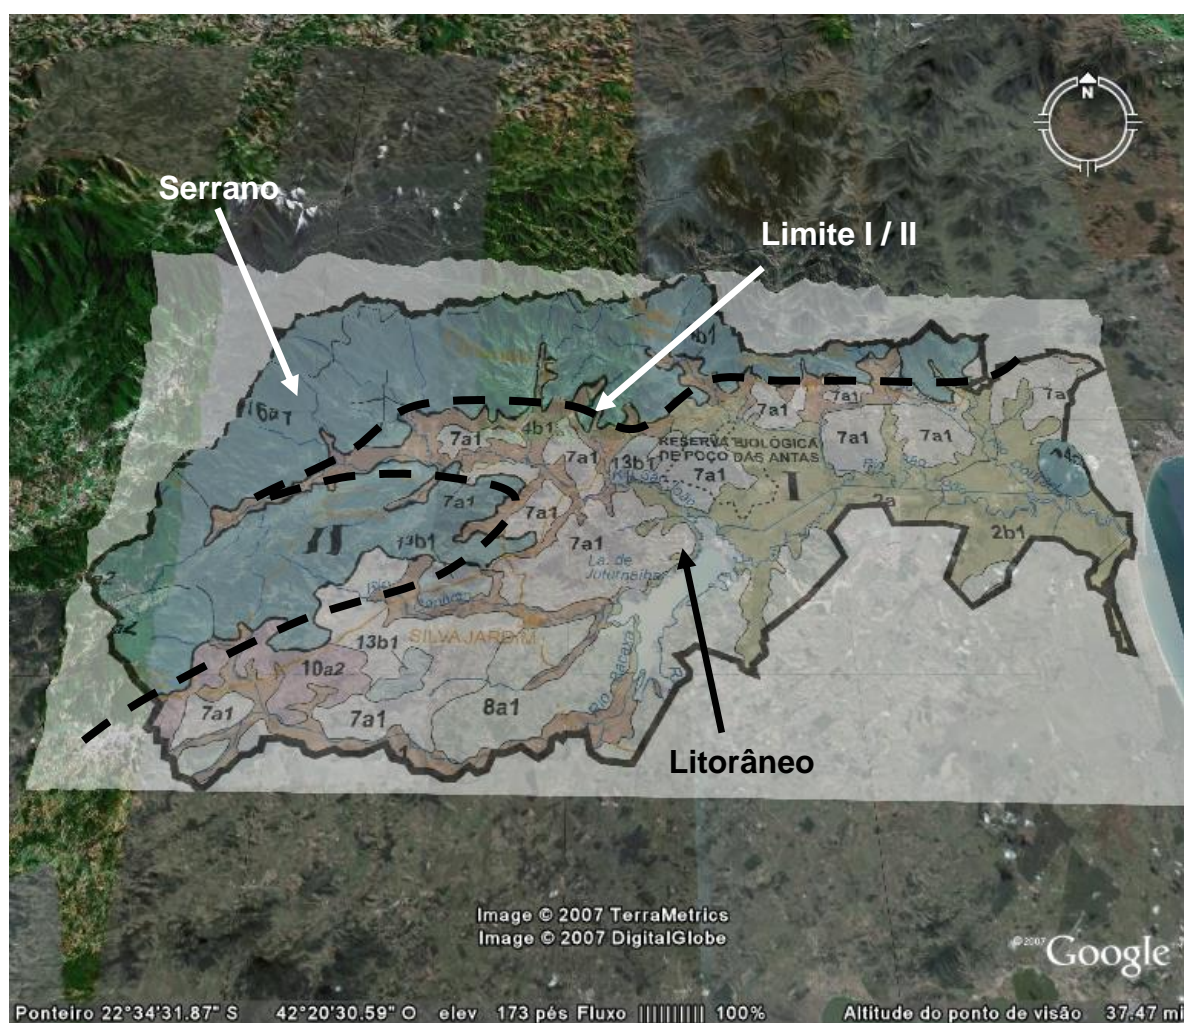 N
Serrano
Limite I / II
16a1
7a1
4b1
7a1
13b1
RESERVA BIOLÓGICA
DE POÇO DAS ANTAS
7a1
7a1
7a1
7a1
7a1
I
2a
2b1
7a1
7a1
II
13b1
7a1
La. de
Juturnaíba
SILVA JARDIM
13b1
10a2
7a1
7a1
8a1
Litorâneo
Image © 2007 TerraMetrics
Image © 2007 DigitalGlobe
©2007 Google
Ponteiro 22°34'31.87" S 42°20'30.59" O elev 173 pés Fluxo |||||||||| 100% Altitude do ponto de visão 37.47 mi